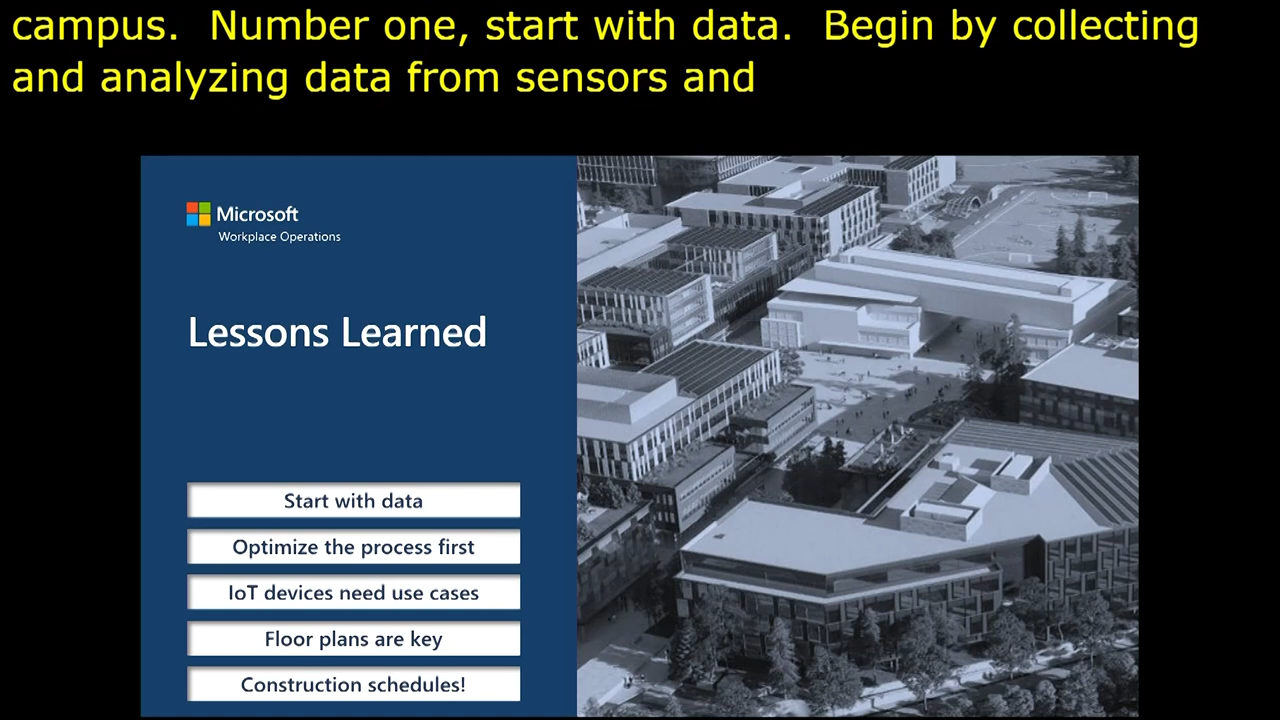 campus.  Number one, start with data.  Begin by collecting
and analyzing data from sensors and
Microsoft
Workplace Operations
Lessons Learned
Start with data
Optimize the process first
IoT devices need use cases
Floor plans are key
Construction schedules!